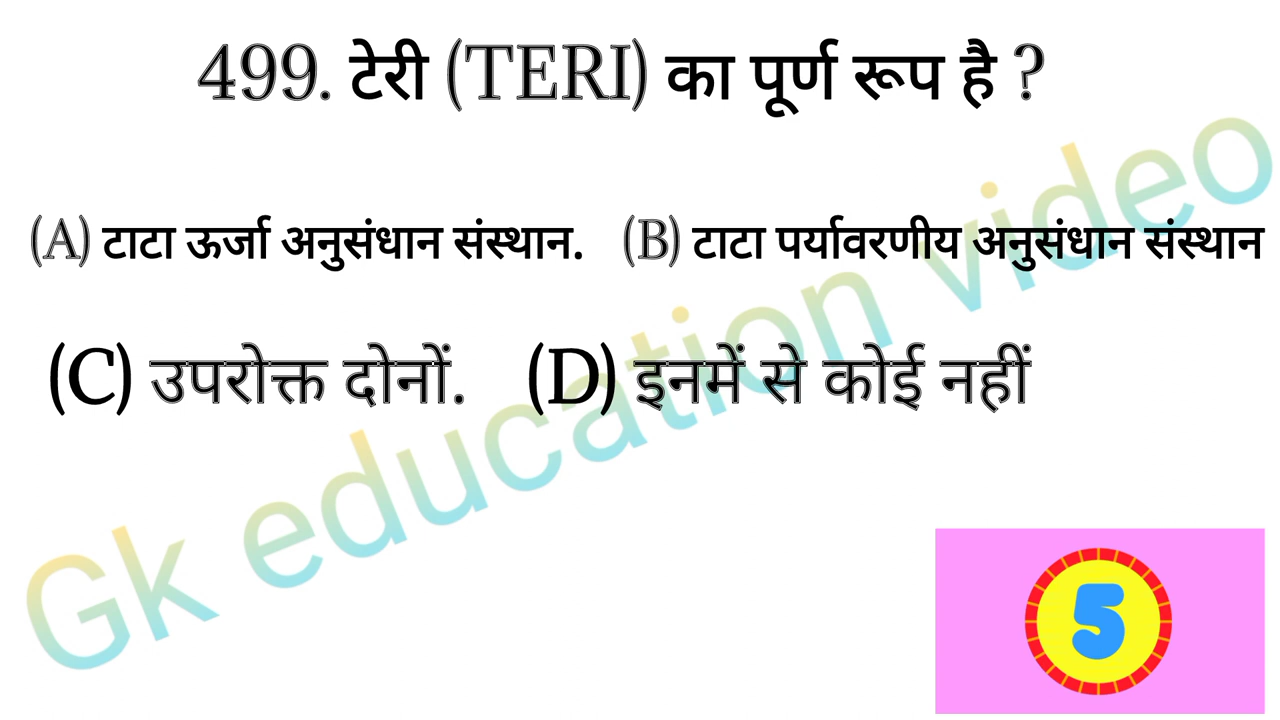 499. टेरी (TERI) का पूर्ण रूप है ?
(A) टाटा ऊर्जा अनुसंधान संस्थान. (B) टाटा पर्यावरणीय अनुसंधान संस्थान
(C) उपरोक्त दोनों. (D) इनमें से कोई नहीं
Gk education video
5